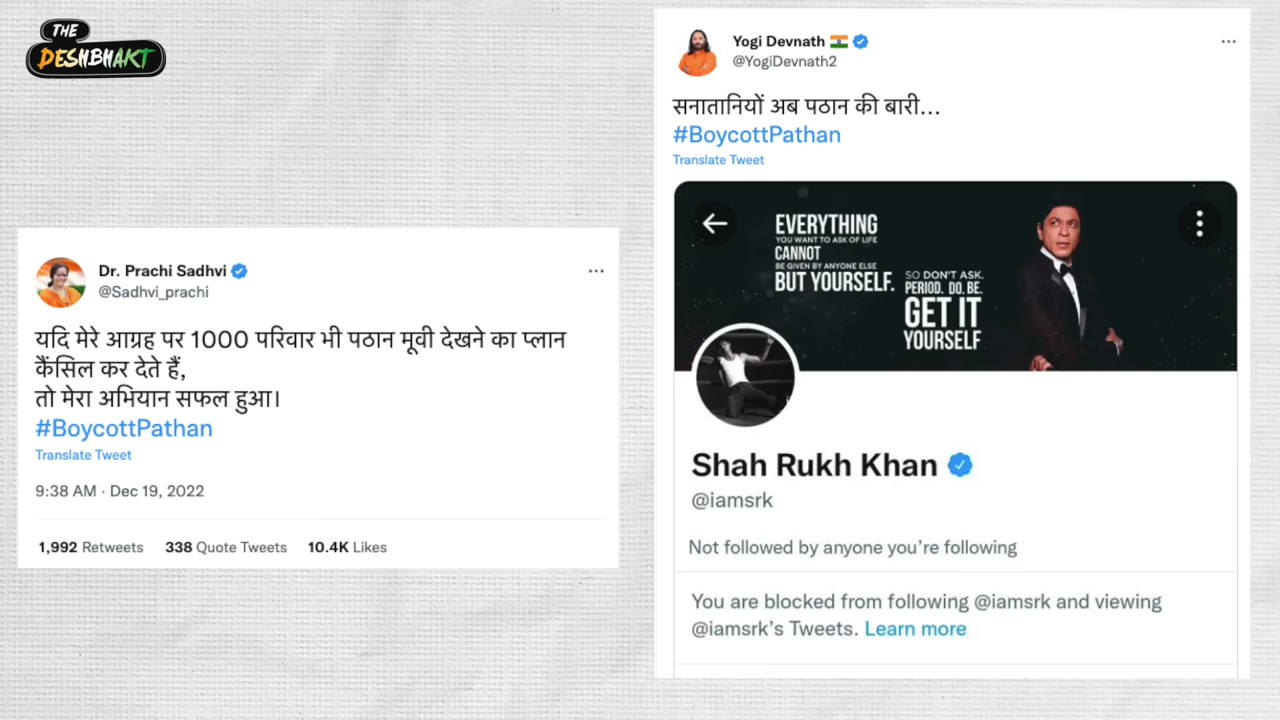 THE
DESHBHAKT
Dr. Prachi Sadhvi
@Sadhvi_prachi
यदि मेरे आग्रह पर 1000 परिवार भी पठान मूवी देखने का प्लान
कैंसिल कर देते हैं,
तो मेरा अभियान सफल हुआ।
#BoycottPathan
Translate Tweet
9:38 AM · Dec 19, 2022
1,992 Retweets 338 Quote Tweets 10.4K Likes
Yogi Devnath
@YogiDevnath2
सनातानियों अब पठान की बारी...
#BoycottPathan
Translate Tweet
EVERYTHING
YOU WANT TO ASK OF LIFE
CANNOT
BE GIVEN BY ANYONE ELSE
BUT YOURSELF.
SO DON'T ASK.
PERIOD. DO. BE.
GET IT
YOURSELF
Shah Rukh Khan
@iamsrk
Not followed by anyone you're following
You are blocked from following @iamsrk and viewing
@iamsrk's Tweets. Learn more